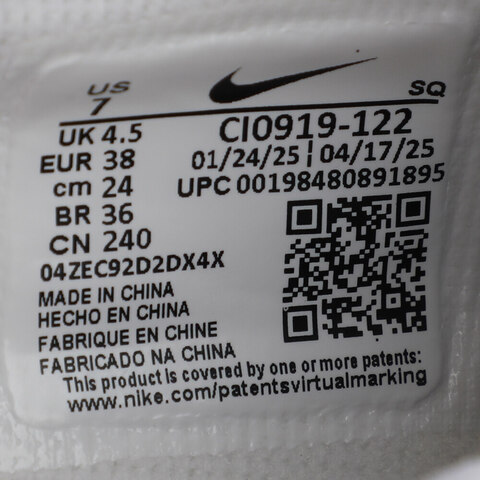 US
7
SQ
UK 4.5
CI0919-122
EUR 38
01/24/25 | 04/17/25
cm 24
UPC 00198480891895
BR 36
CN 240
04ZEC92D2DX4X
MADE IN CHINA
HECHO EN CHINA
FABRIQUE EN CHINE
FABRICADO NA CHINA
This product is covered by one or more patents:
www.nike.com/patentsvirtualmarking